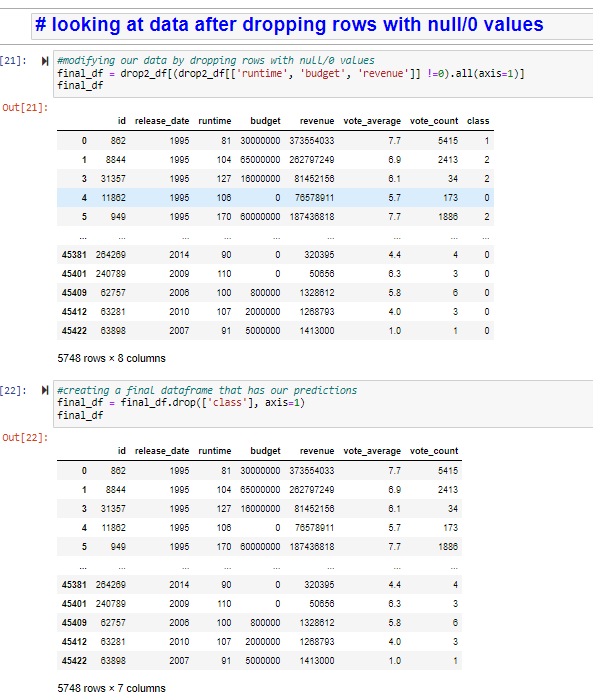 # looking at data after dropping rows with null/0 values
[21]: #modifying our data by dropping rows with null/0 values
final_df = drop2_df[(drop2_df[['runtime', 'budget', 'revenue']] !=0).all(axis=1)]
final_df
Out[21]:
id release_date runtime budget revenue vote_average vote_count class
0 862 1995 81 30000000 373554033 7.7 5415 1
1 8844 1995 104 65000000 262797249 6.9 2413 2
3 31357 1995 127 16000000 81452156 6.1 34 2
4 11862 1995 106 0 76578911 5.7 173 0
5 949 1995 170 60000000 187436818 7.7 1886 2
... ... ... ... ... ... ... ... ...
45381 264269 2014 90 0 320395 4.4 4 0
45401 240789 2009 110 0 50656 6.3 3 0
45409 62757 2006 100 800000 1328612 5.8 6 0
45412 63281 2010 107 2000000 1268793 4.0 3 0
45422 63898 2007 91 5000000 1413000 1.0 1 0
5748 rows × 8 columns
[22]: #creating a final dataframe that has our predictions
final_df = final_df.drop(['class'], axis=1)
final_df
Out[22]:
id release_date runtime budget revenue vote_average vote_count
0 862 1995 81 30000000 373554033 7.7 5415
1 8844 1995 104 65000000 262797249 6.9 2413
3 31357 1995 127 16000000 81452156 6.1 34
4 11862 1995 106 0 76578911 5.7 173
5 949 1995 170 60000000 187436818 7.7 1886
... ... ... ... ... ... ... ...
45381 264269 2014 90 0 320395 4.4 4
45401 240789 2009 110 0 50656 6.3 3
45409 62757 2006 100 800000 1328612 5.8 6
45412 63281 2010 107 2000000 1268793 4.0 3
45422 63898 2007 91 5000000 1413000 1.0 1
5748 rows × 7 columns